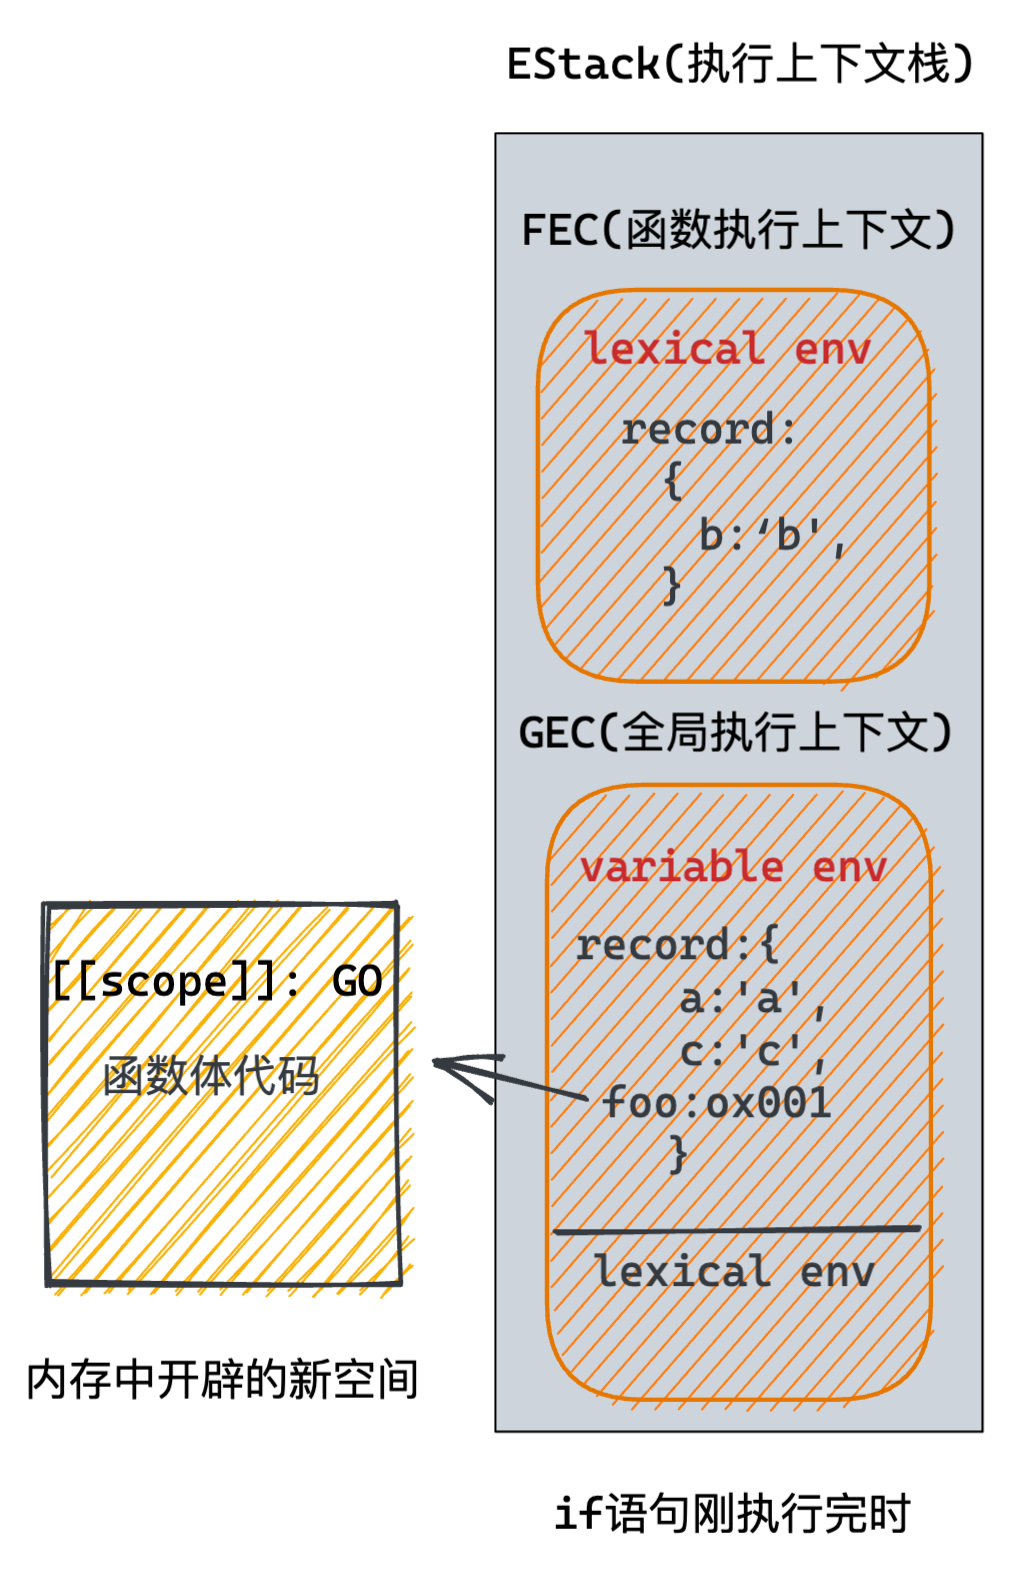 EStack(执行上下文栈)
FEC(函数执行上下文)
lexical env
record:
{
b:‘b',
}
GEC(全局执行上下文)
variable env
record:{
a:'a',
c:'c',
foo:ox001
}
lexical env
[[scope]]: GO
函数体代码
内存中开辟的新空间
if语句刚执行完时